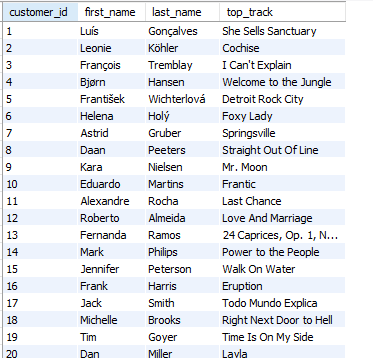 customer_id first_name last_name top_track
1 Luís Gonçalves She Sells Sanctuary
2 Leonie Köhler Cochise
3 François Tremblay I Can't Explain
4 Bjørn Hansen Welcome to the Jungle
5 František Wichterlová Detroit Rock City
6 Helena Holý Foxy Lady
7 Astrid Gruber Springsville
8 Daan Peeters Straight Out Of Line
9 Kara Nielsen Mr. Moon
10 Eduardo Martins Frantic
11 Alexandre Rocha Last Chance
12 Roberto Almeida Love And Marriage
13 Fernanda Ramos 24 Caprices, Op. 1, N...
14 Mark Philips Power to the People
15 Jennifer Peterson Walk On Water
16 Frank Harris Eruption
17 Jack Smith Todo Mundo Explica
18 Michelle Brooks Right Next Door to Hell
19 Tim Goyer Time Is On My Side
20 Dan Miller Layla